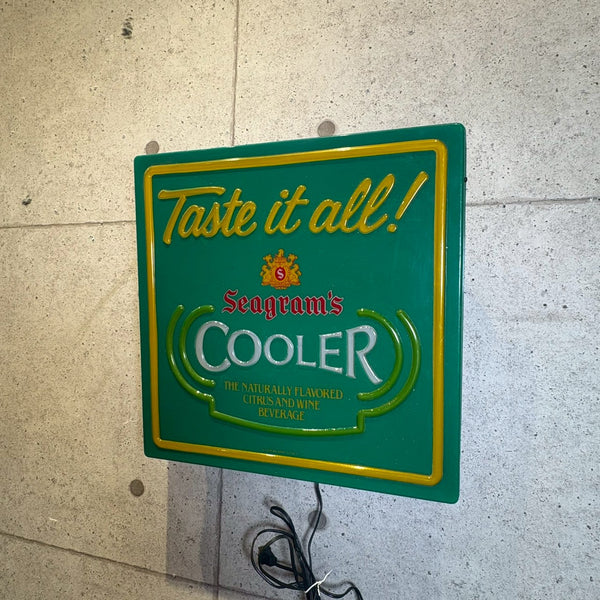 Taste it all!
S
Seagram's
COOLER
THE NATURALLY FLAVORED
CITRUS AND WINE
BEVERAGE